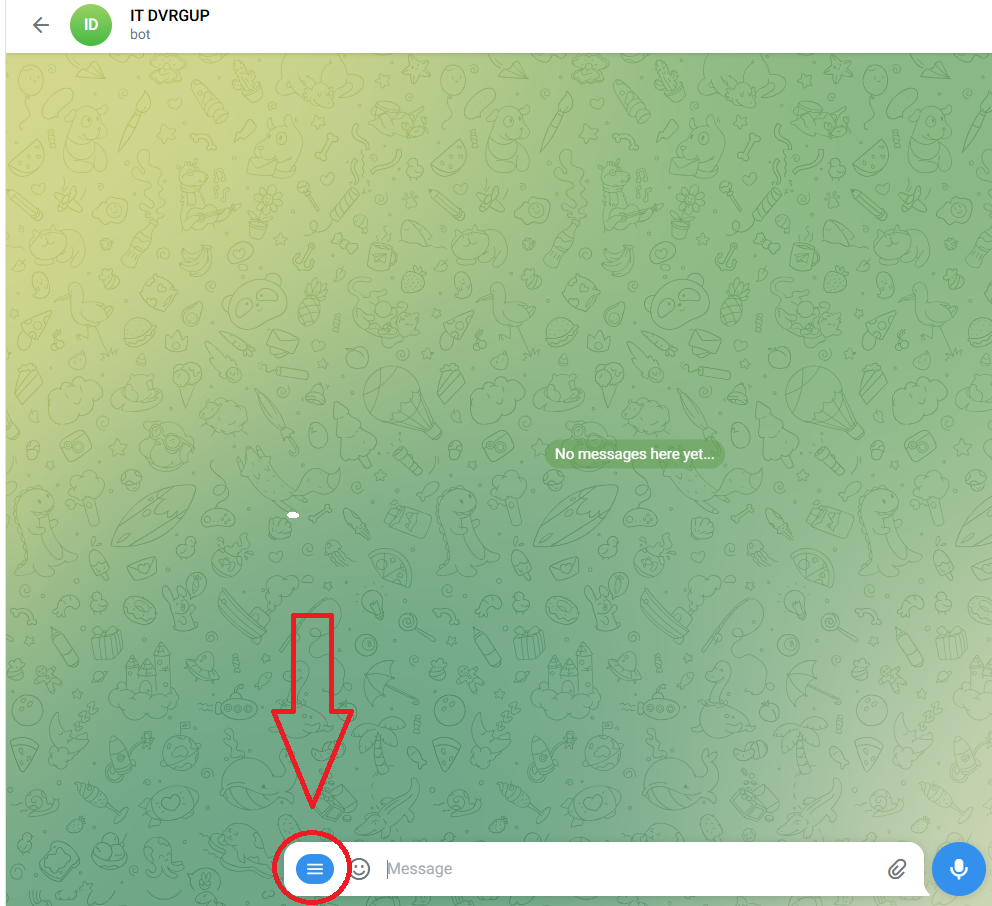 ID
IT DVRGUP
bot
No messages here yet...
Message